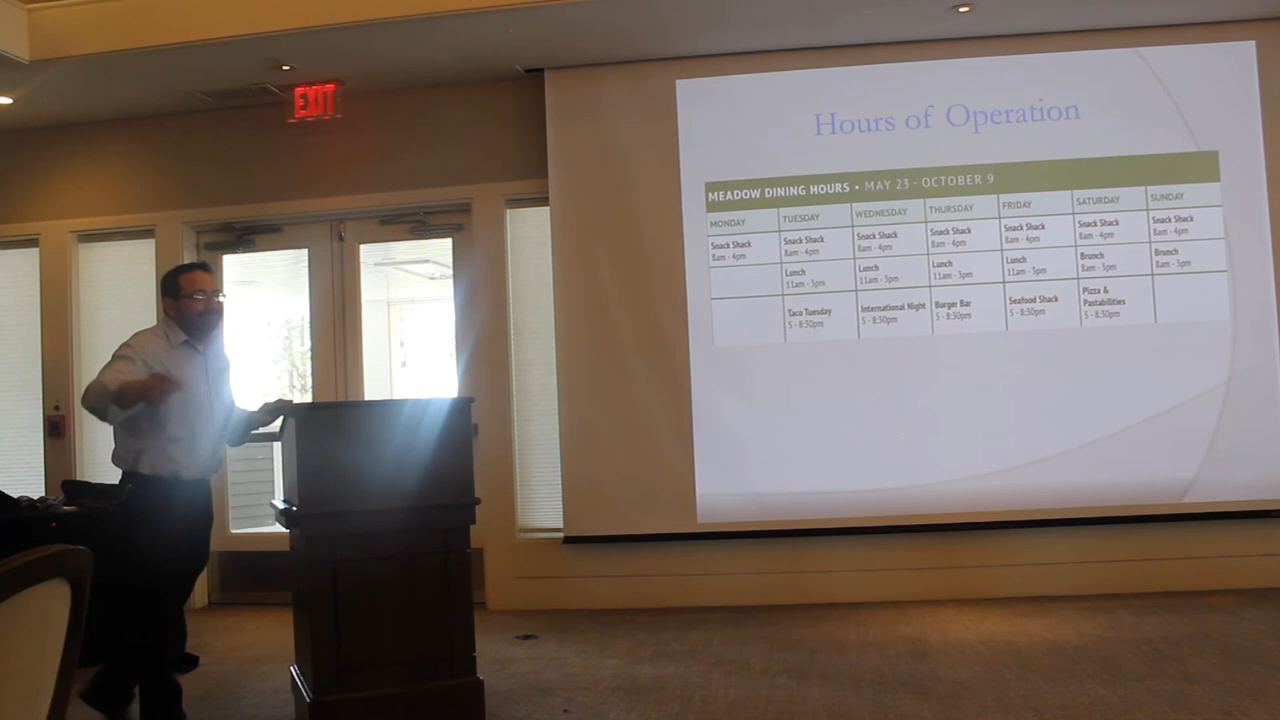 EXIT
Hours of Operation
MEADOW DINING HOURS • MAY 23 - OCTOBER 9
MONDAY TUESDAY WEDNESDAY THURSDAY FRIDAY SATURDAY SUNDAY
Snack Shack Snack Shack Snack Shack Snack Shack Snack Shack Snack Shack Snack Shack
8am - 4pm 8am - 4pm 8am - 4pm 8am - 4pm 8am - 4pm 8am - 4pm 8am - 4pm
Lunch Lunch Lunch Lunch Brunch Brunch
11am - 3pm 11am - 3pm 11am - 3pm 11am - 3pm 8am - 3pm 8am - 3pm
Taco Tuesday International Night Burger Bar Seafood Shack Pizza &
Pastabilities
5 - 8:30pm 5 - 8:30pm 5 - 8:30pm 5 - 8:30pm 5 - 8:30pm